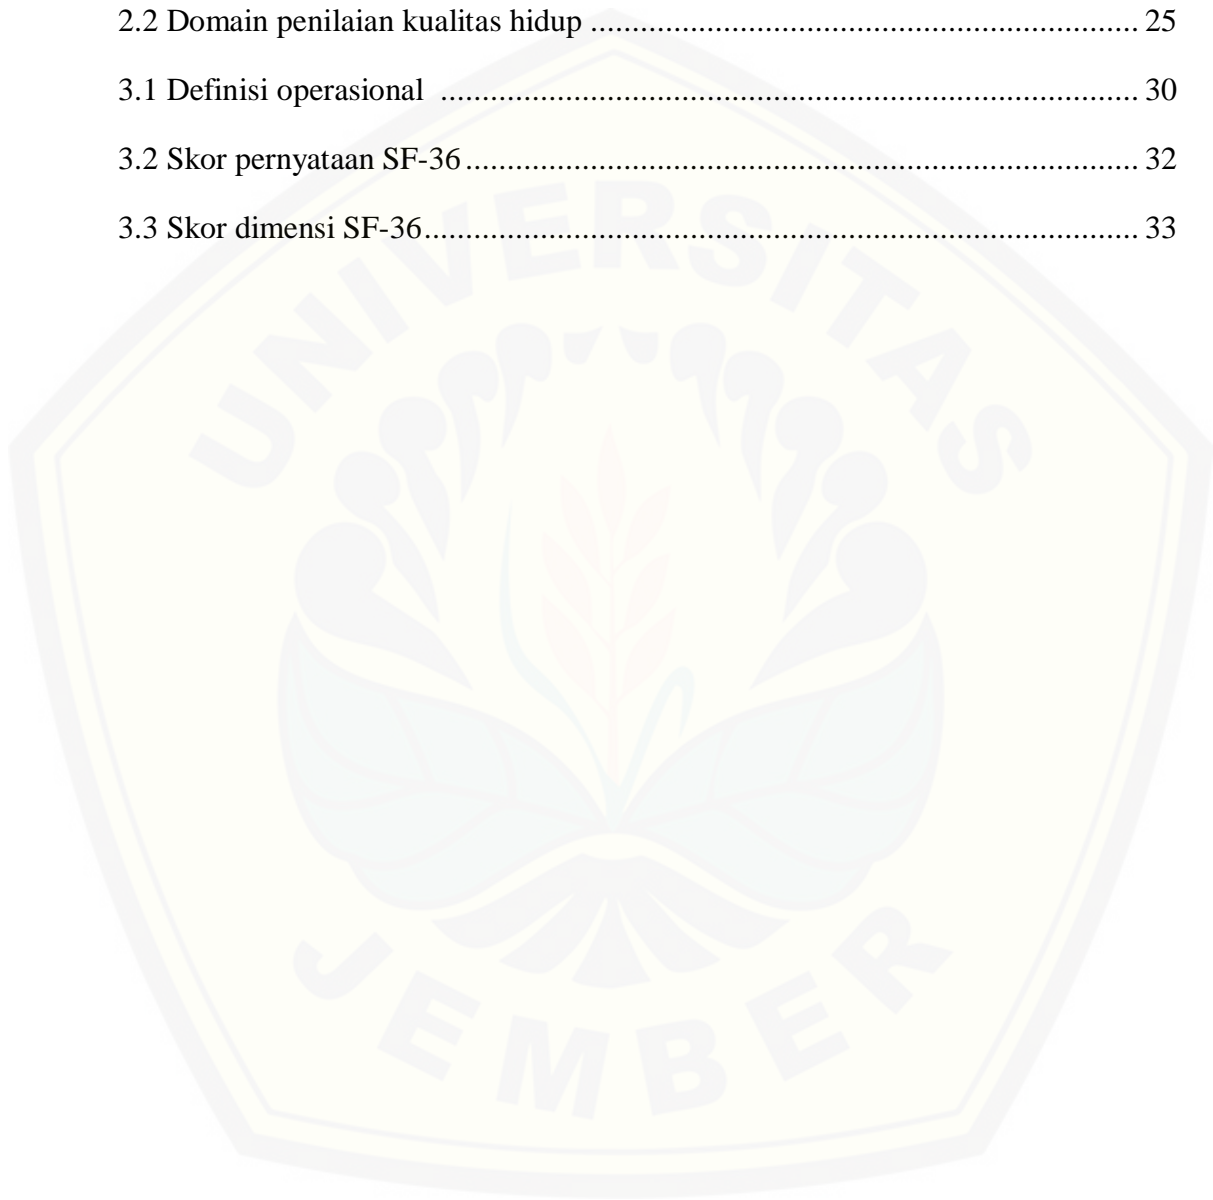 2.2 Domain penilaian kualitas hidup .................................................................. 25
3.1 Definisi operasional .................................................................................... 30
3.2 Skor pernyataan SF-36 ................................................................................. 32
3.3 Skor dimensi SF-36 ...................................................................................... 33
UNIVERSITAS
JEMBER